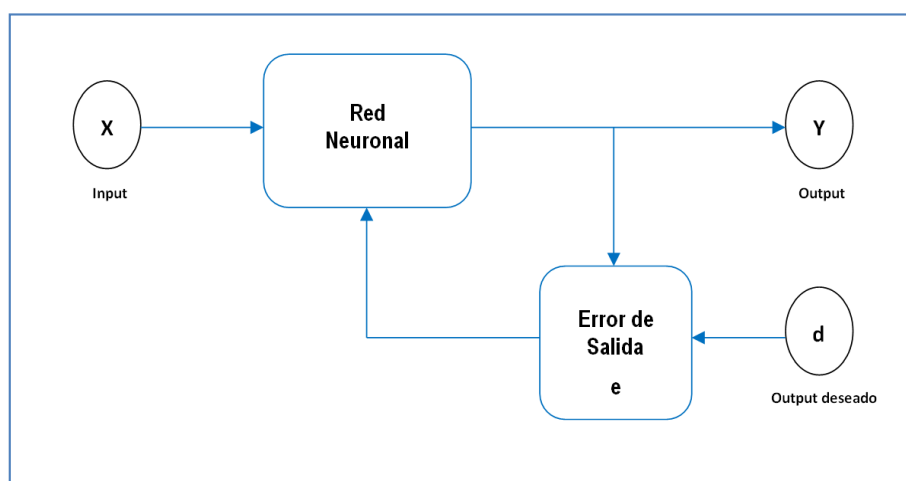 X
Input
Red
Neuronal
Y
Output
Error de
Salida
e
d
Output deseado